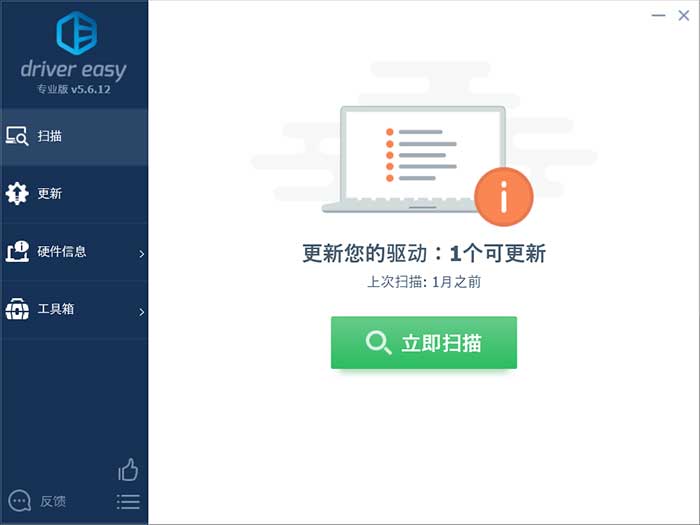 driver easy
专业版 v5.6.12
扫描
更新
硬件信息
工具箱
反馈
更新您的驱动：1个可更新
上次扫描: 1月之前
立即扫描